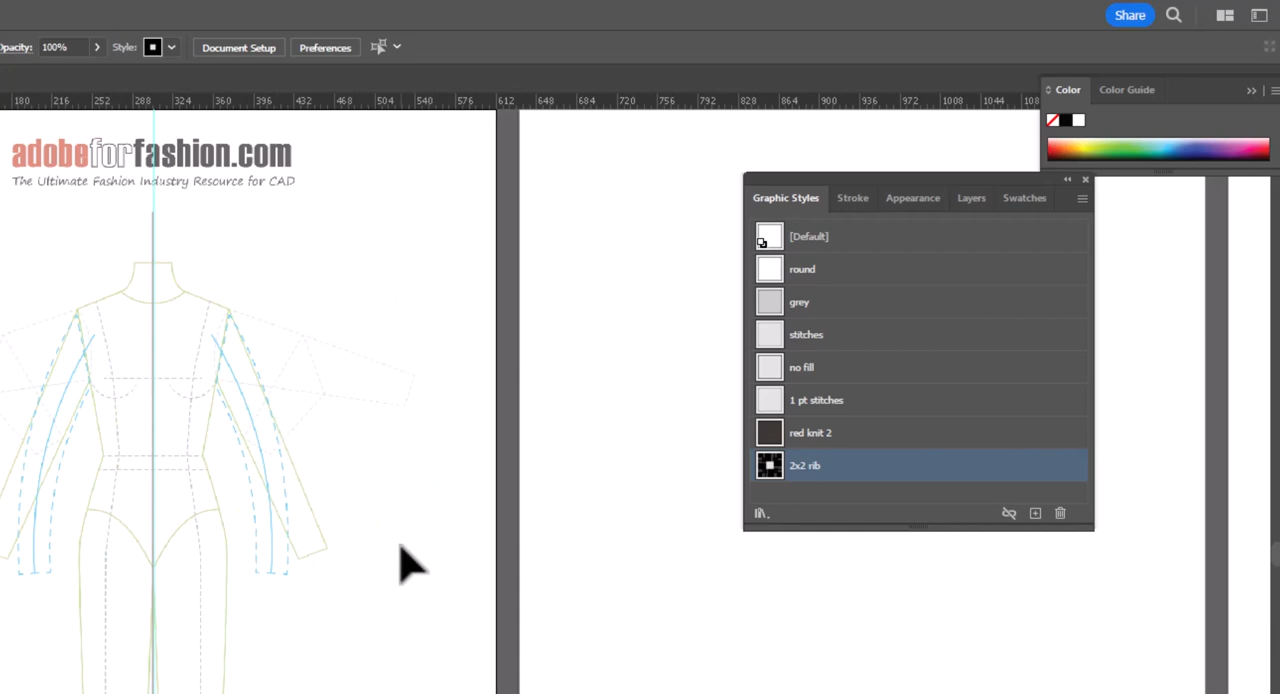 Share
Opacity: 100% Style: Document Setup Preferences
Color Color Guide
180 216 252 288 324 360 396 432 468 504 540 576 612 648 684 720 756 792 828 864 900 936 972 1008 1044 108
adobeforfashion.com
The Ultimate Fashion Industry Resource for CAD
Graphic Styles Stroke Appearance Layers Swatches
[Default]
round
grey
stitches
no fill
1 pt stitches
red knit 2
2x2 rib